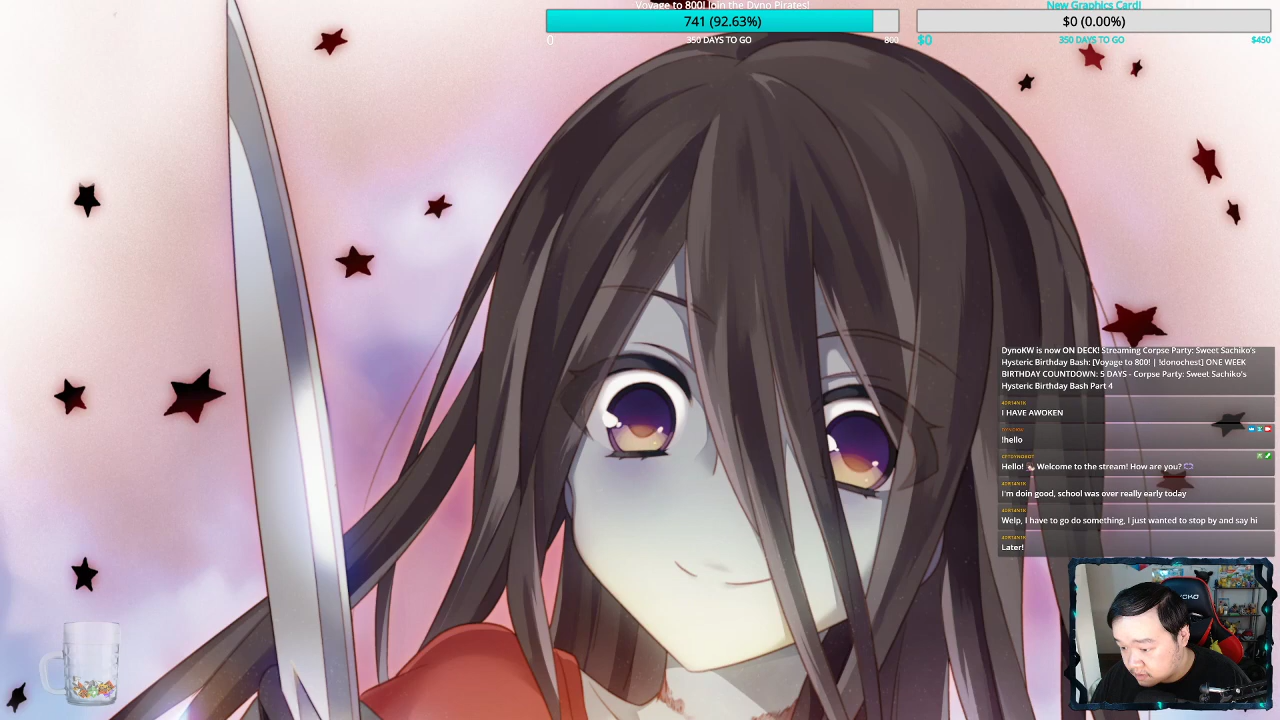 Voyage to 800! Join the Dyno Pirates!
741 (92.63%)
0
350 DAYS TO GO
800
New Graphics Card!
$0 (0.00%)
$0
350 DAYS TO GO
$450
DynoKW is now ON DECK! Streaming Corpse Party: Sweet Sachiko's
Hysteric Birthday Bash: [Voyage to 800! | !donochest] ONE WEEK
BIRTHDAY COUNTDOWN: 5 DAYS - Corpse Party: Sweet Sachiko's
Hysteric Birthday Bash Part 4
I HAVE AWOKEN
!hello
Hello! Welcome to the stream! How are you?
I'm doin good, school was over really early today
Welp, I have to go do something, I just wanted to stop by and say hi
Later!